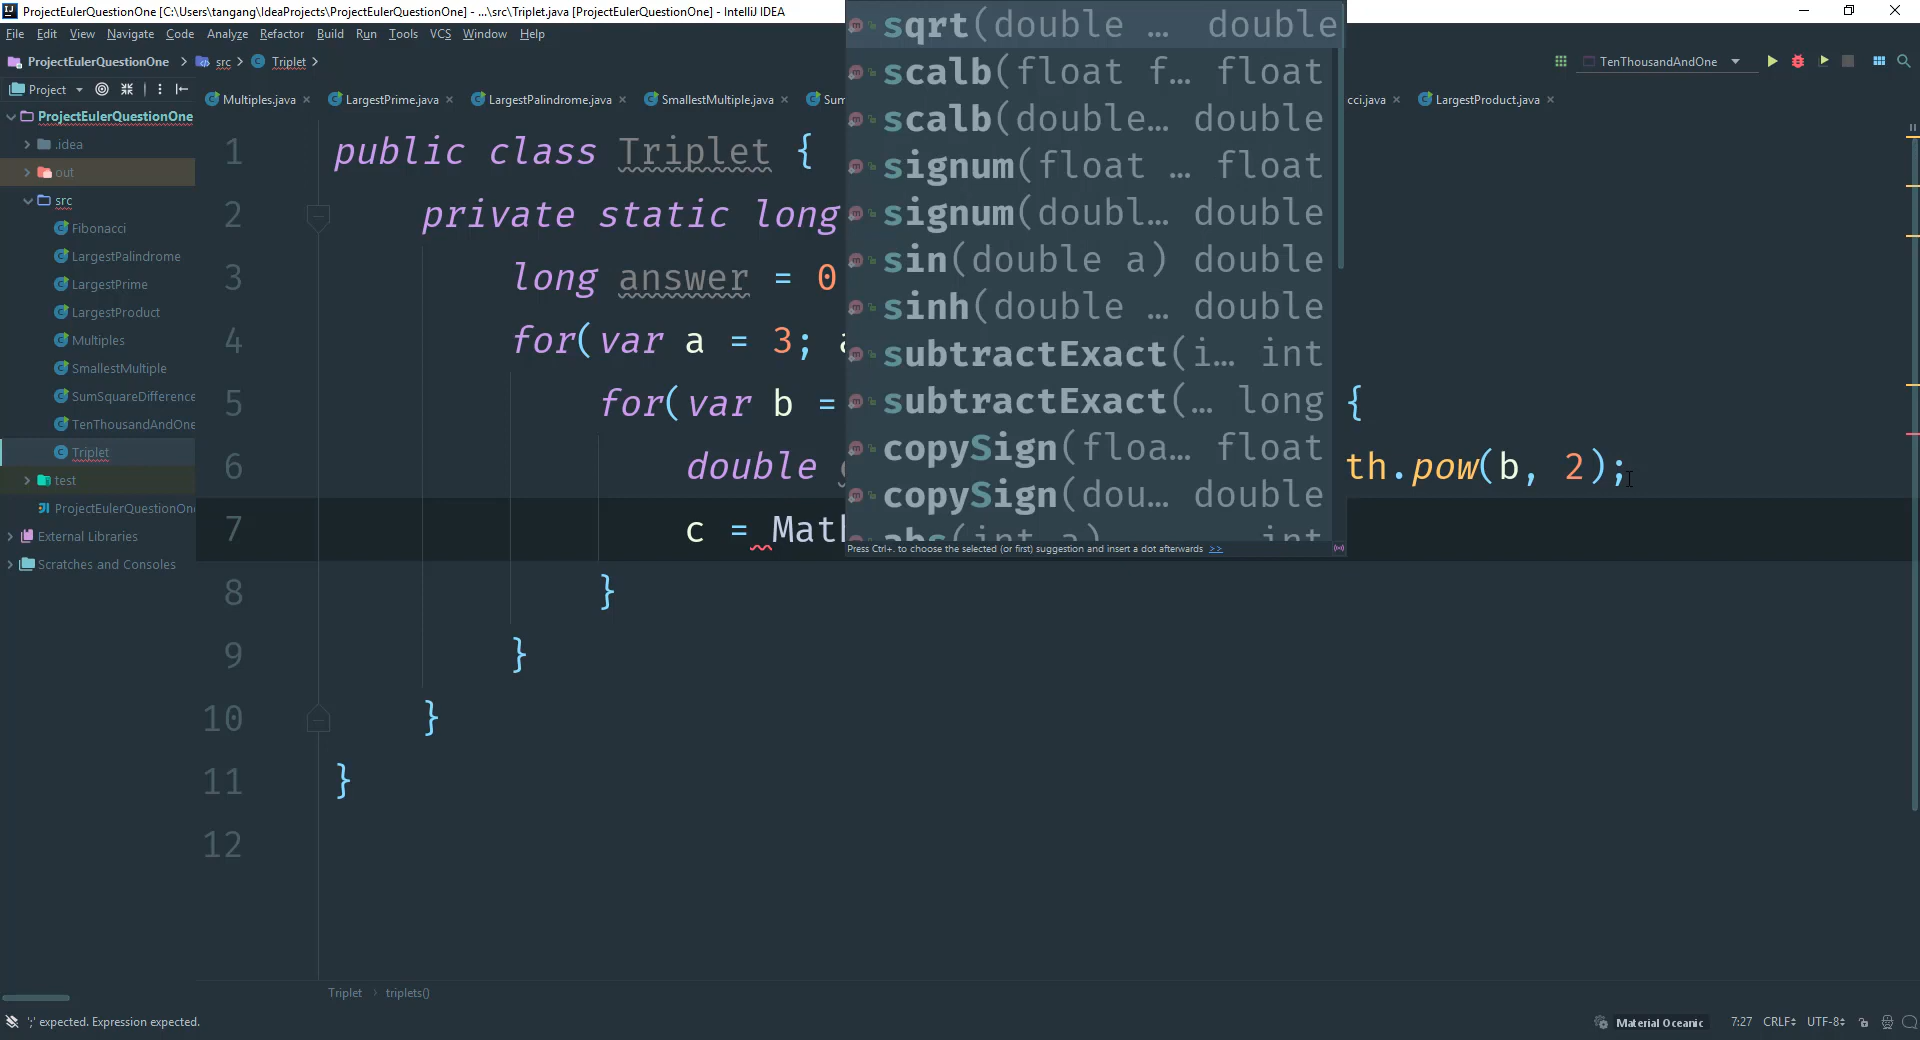 ProjectEulerQuestionOne [C:\Users\tangang\IdeaProjects\ProjectEulerQuestionOne] - ...\src\Triplet.java [ProjectEulerQuestionOne] - IntelliJ IDEA
File Edit View Navigate Code Analyze Refactor Build Run Tools VCS Window Help
ProjectEulerQuestionOne src Triplet
TenThousandAndOne
Project
Multiples.java LargestPrime.java LargestPalindrome.java SmallestMultiple.java Sum cci.java LargestProduct.java
ProjectEulerQuestionOne
.idea
out
src
Fibonacci
LargestPalindrome
LargestPrime
LargestProduct
Multiples
SmallestMultiple
SumSquareDifference
TenThousandAndOne
Triplet
test
ProjectEulerQuestionOn
External Libraries
Scratches and Consoles
1 public class Triplet {
2 private static long
3 long answer = 0
4 for(var a = 3;
5 for(var b = {
6 double th.pow(b, 2);
7 c = Mat
8 }
9 }
10 }
11 }
12
sqrt(double … double
scalb(float f… float
scalb(double… double
signum(float … float
signum(doubl… double
sin(double a) double
sinh(double … double
subtractExact(i… int
subtractExact(… long
copySign(floa… float
copySign(dou… double
abs(int a) int
Press Ctrl+. to choose the selected (or first) suggestion and insert a dot afterwards >>
Triplet triplets()
';' expected. Expression expected.
Material Oceanic 7:27 CRLF UTF-8